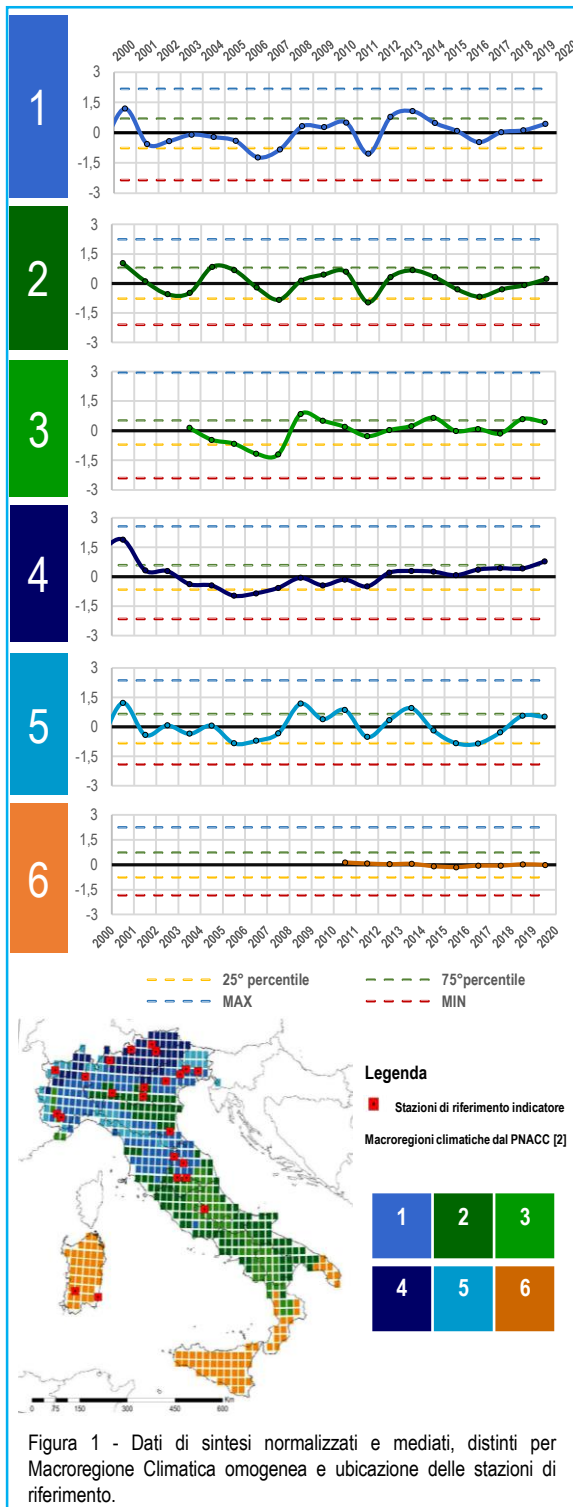 2000 2001 2002 2003 2004 2005 2006 2007 2008 2009 2010 2011 2012 2013 2014 2015 2016 2017 2018 2019 2020
1
3
1,5
0
-1,5
-3
2
3
1.5
0
-1.5
-3
3
3
1.5
0
-1.5
-3
4
3
1.5
0
-1.5
-3
5
3
1.5
0
-1.5
-3
6
3
1,5
0
-1,5
-3
2000 2001 2002 2003 2004 2005 2006 2007 2008 2009 2010 2011 2012 2013 2014 2015 2016 2017 2018 2019 2020
25° percentile 75°percentile
MAX MIN
Legenda
Stazioni di riferimento indicatore
Macroregioni climatiche dal PNACC [2]
1 2 3
4 5 6
0 75 150 300 450 600
Km
Figura 1 - Dati di sintesi normalizzati e mediati, distinti per
Macroregione Climatica omogenea e ubicazione delle stazioni di
riferimento.